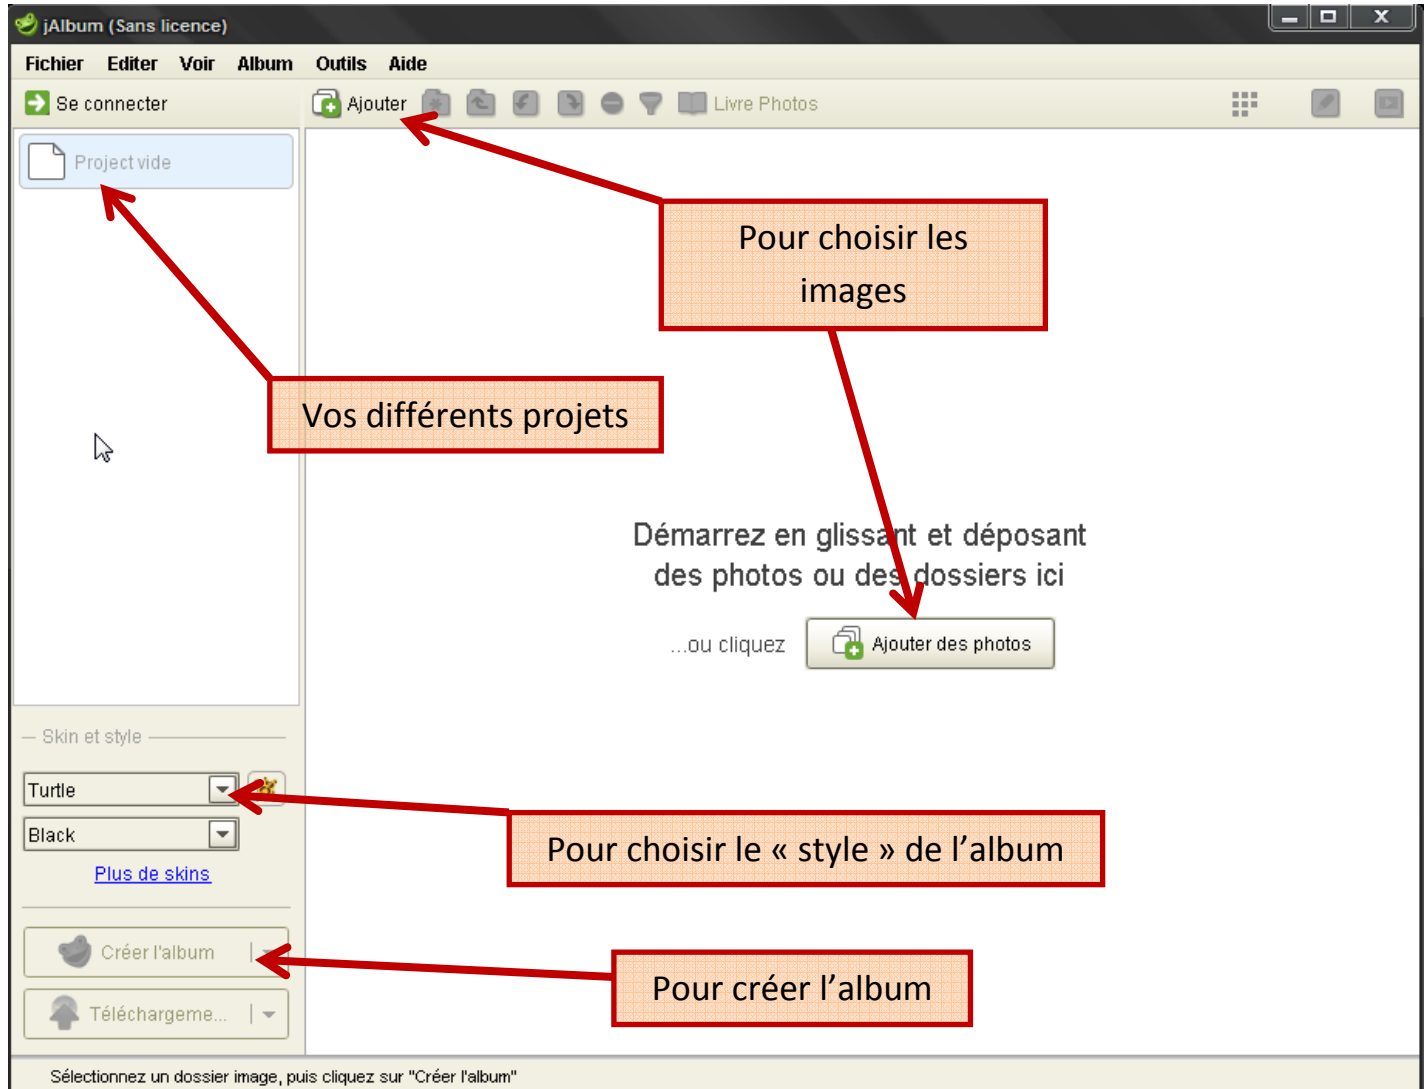 jAlbum (Sans licence)
Fichier Editer Voir Album Outils Aide
Se connecter
Ajouter
Livre Photos
Project vide
Pour choisir les
images
Vos différents projets
Démarrez en glissant et déposant
des photos ou des dossiers ici
...ou cliquez
Ajouter des photos
Skin et style
Turtle
Black
Plus de skins
Pour choisir le « style » de l’album
Créer l'album
Pour créer l’album
Téléchargeme...
Sélectionnez un dossier image, puis cliquez sur "Créer l'album"